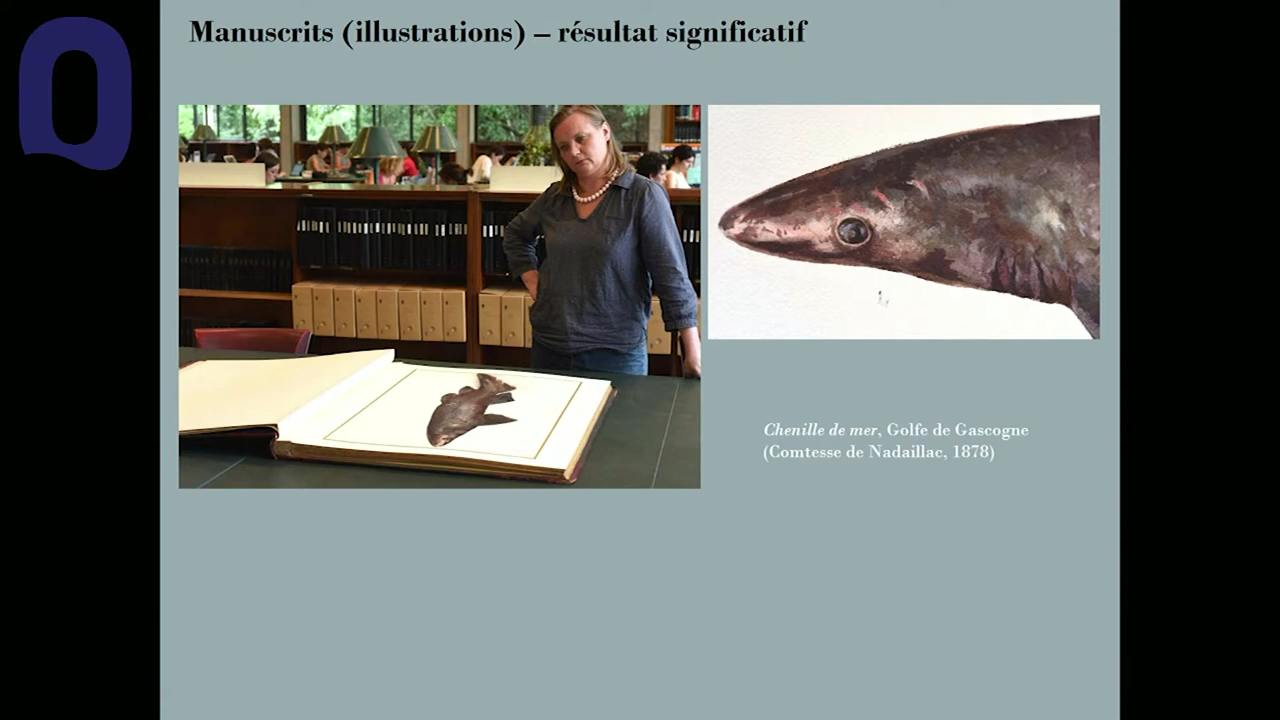 Manuscrits (illustrations) – résultat significatif
Chenille de mer, Golfe de Gascogne
(Comtesse de Nadaillac, 1878)